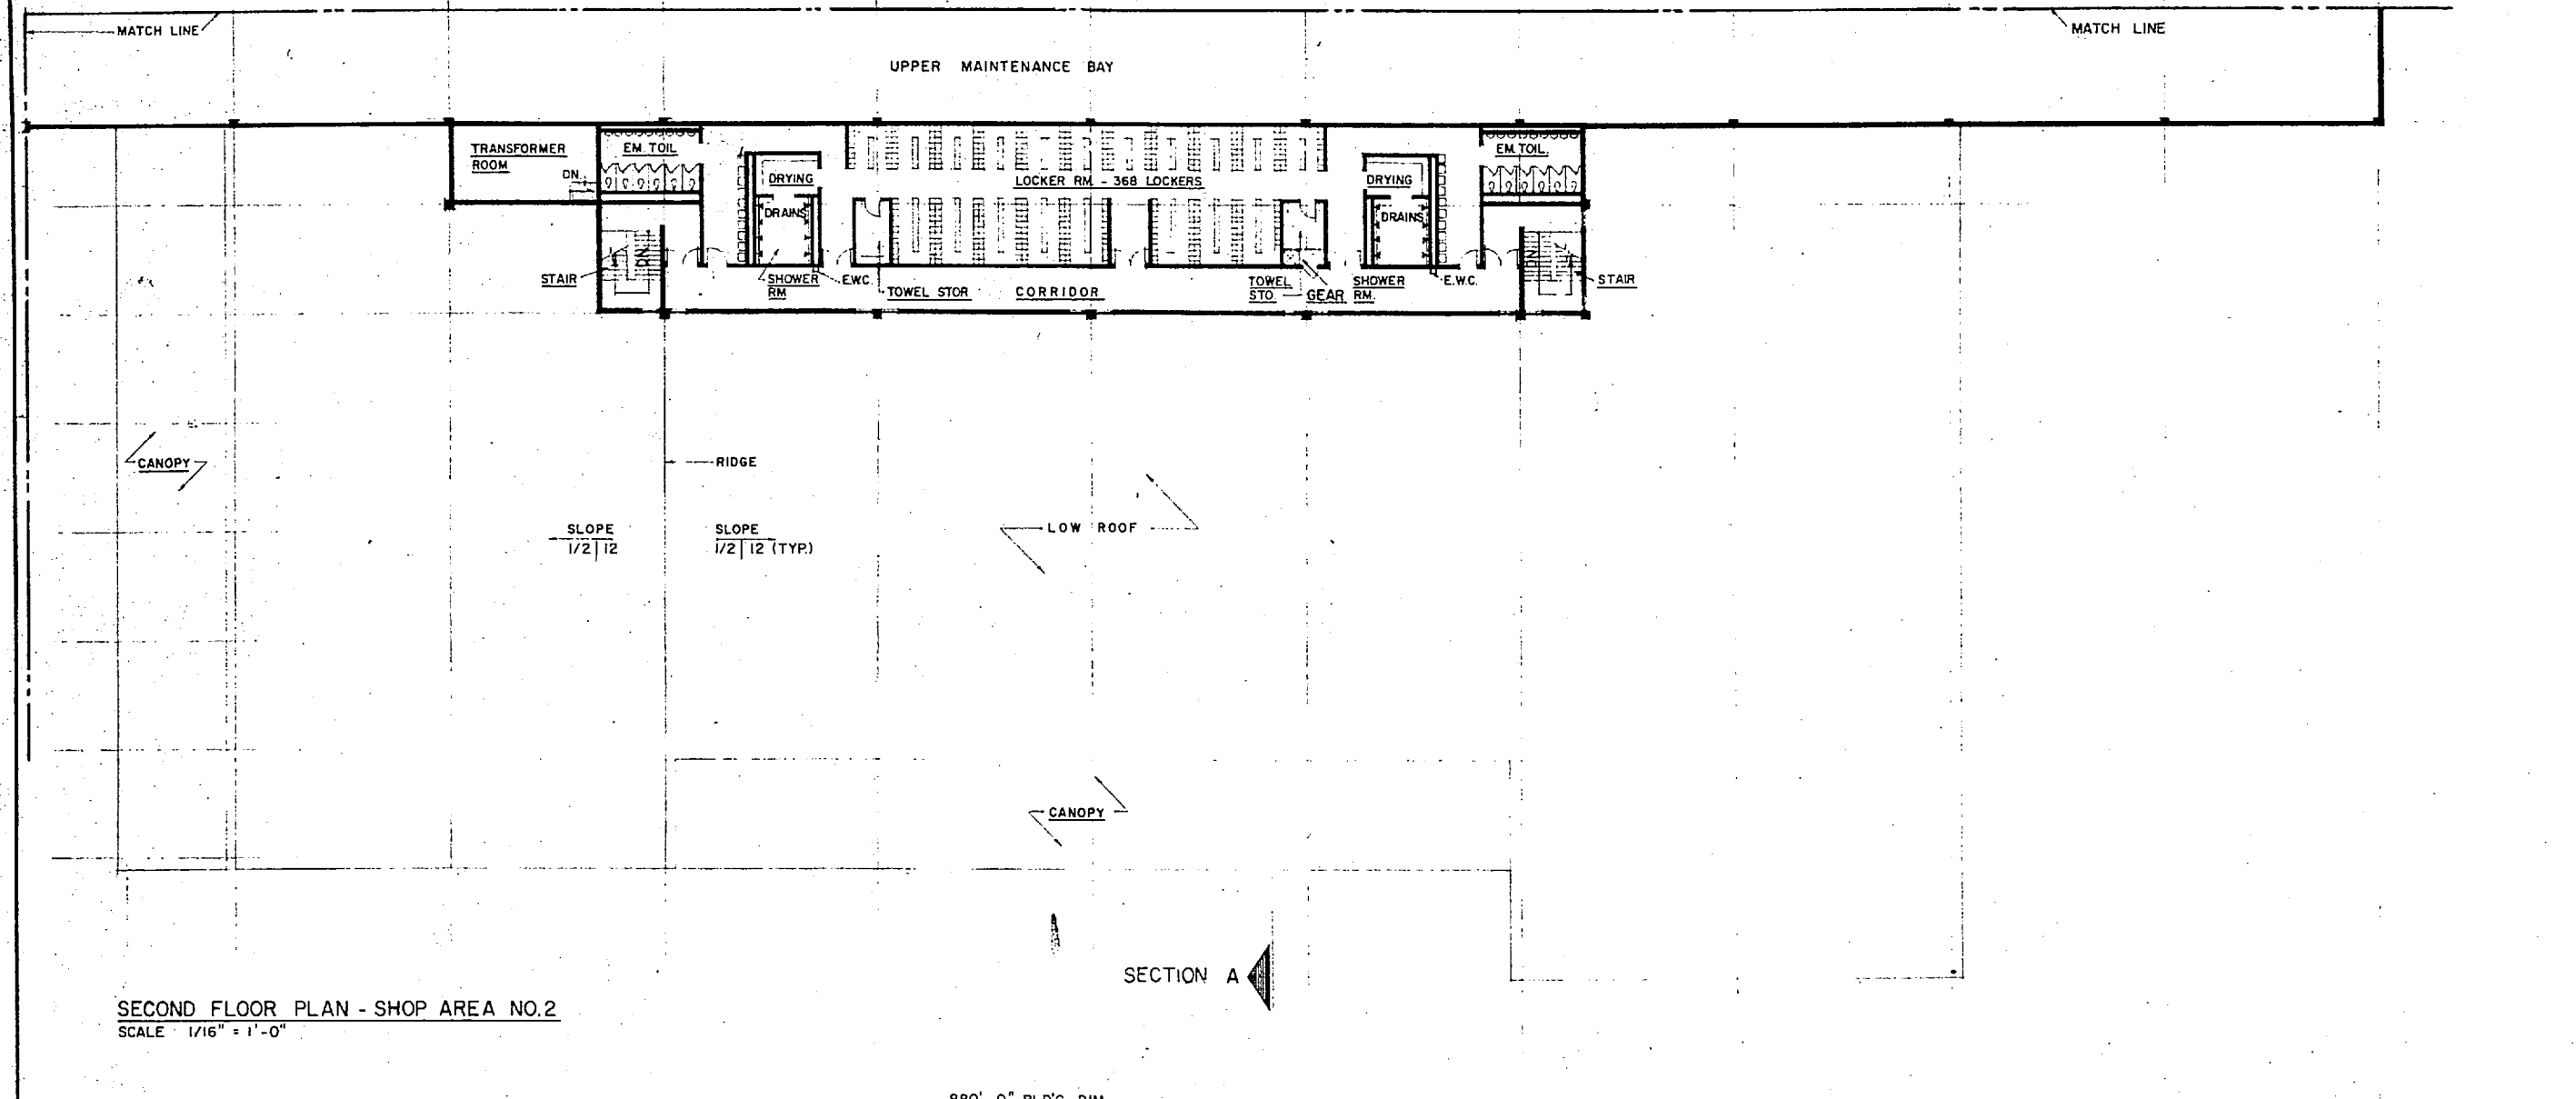 MATCH LINE
MATCH LINE
UPPER MAINTENANCE BAY
TRANSFORMER
ROOM
DN.
EM. TOIL
DRYING
DRAINS
LOCKER RM - 368 LOCKERS
DRYING
DRAINS
EM. TOIL.
DN
DN
STAIR
SHOWER
RM
E.W.C.
TOWEL STOR
CORRIDOR
TOWEL
STO.
GEAR
SHOWER
RM.
E.W.C.
STAIR
CANOPY
RIDGE
SLOPE
1/2 12
SLOPE
1/2 12 (TYP.)
LOW ROOF
CANOPY
SECTION A
SECOND FLOOR PLAN - SHOP AREA NO.2
SCALE 1/16" = 1'-0"